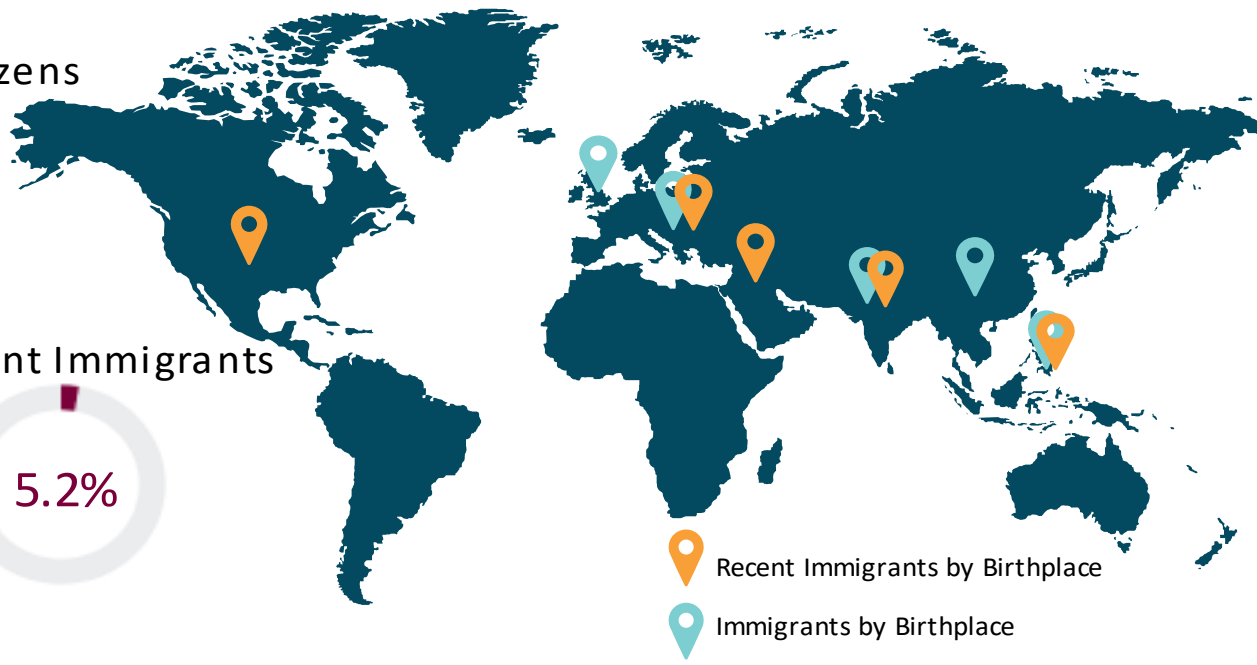 zens
nt Immigrants
5.2%
Recent Immigrants by Birthplace
Immigrants by Birthplace